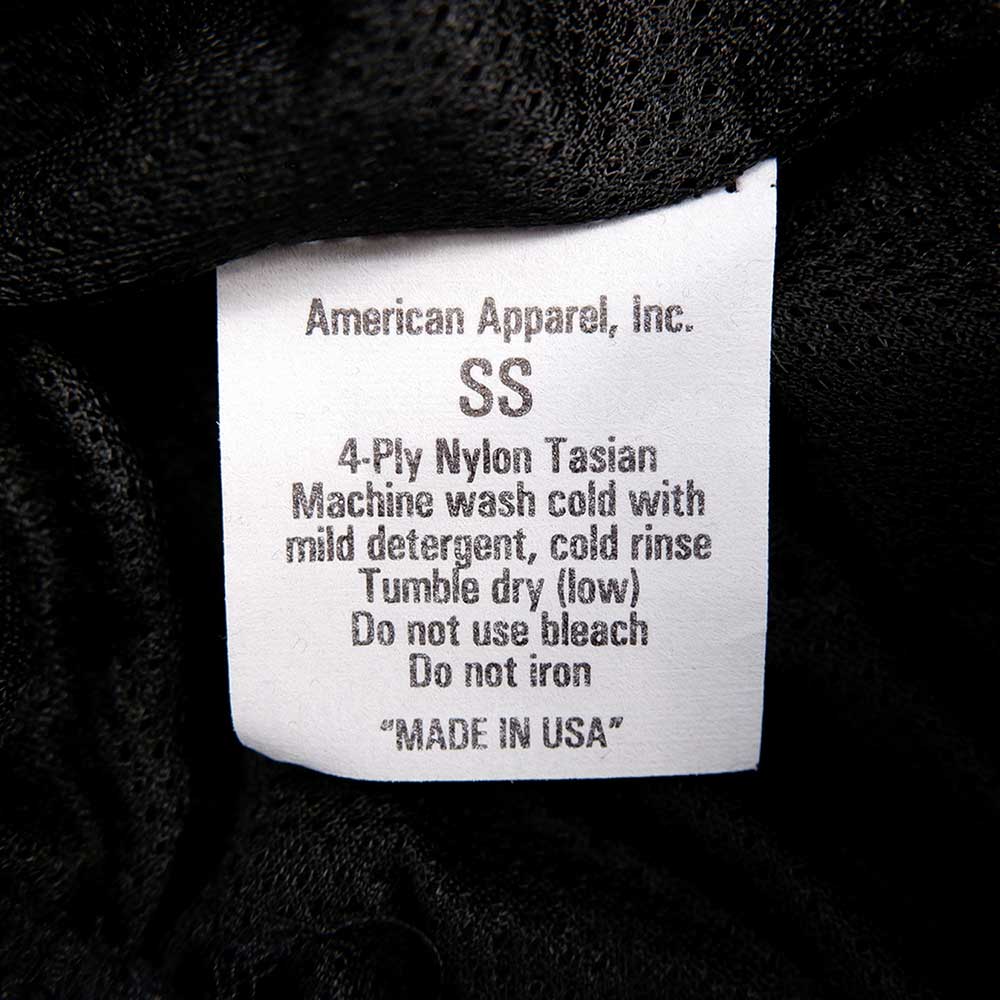 American Apparel, Inc.
SS
4-Ply Nylon Tasian
Machine wash cold with
mild detergent, cold rinse
Tumble dry (low)
Do not use bleach
Do not iron
"MADE IN USA"